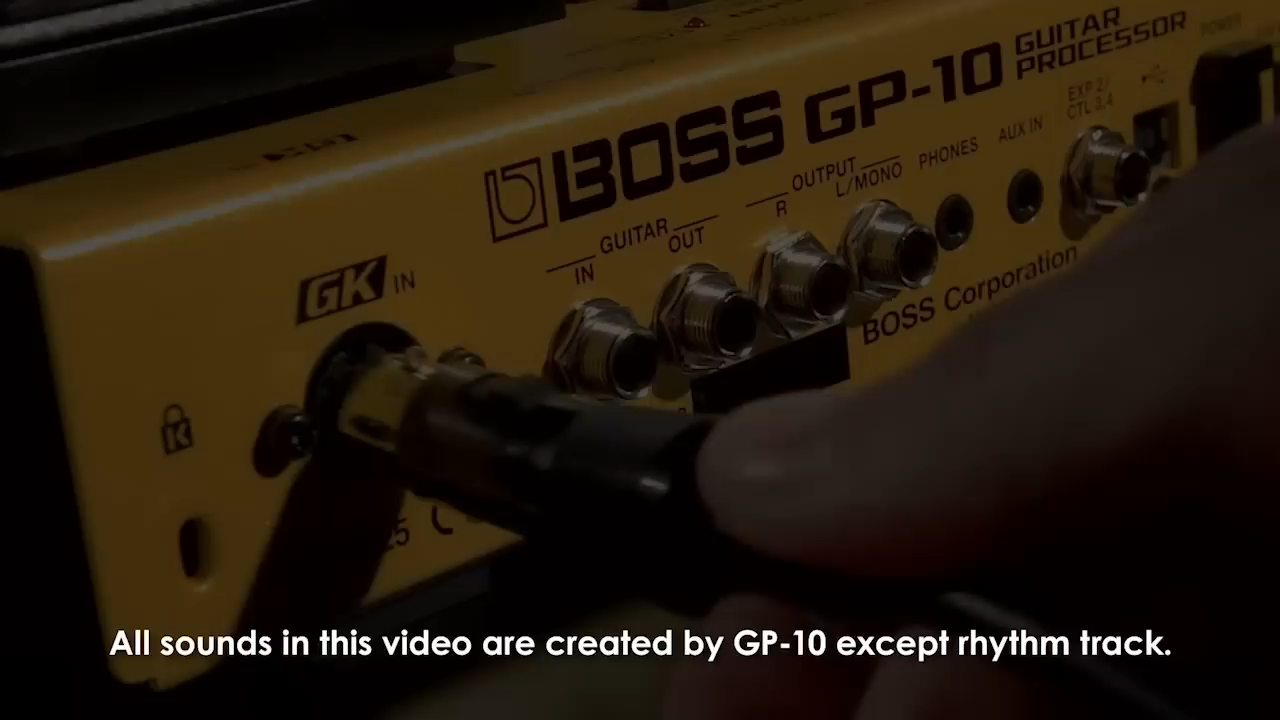 BOSS GP-10 GUITAR
PROCESSOR
EXP 2/
CTL 3,4
AUX IN
PHONES
OUTPUT
R L/MONO
GUITAR
IN OUT
GK IN
BOSS Corporation
K
25
All sounds in this video are created by GP-10 except rhythm track.